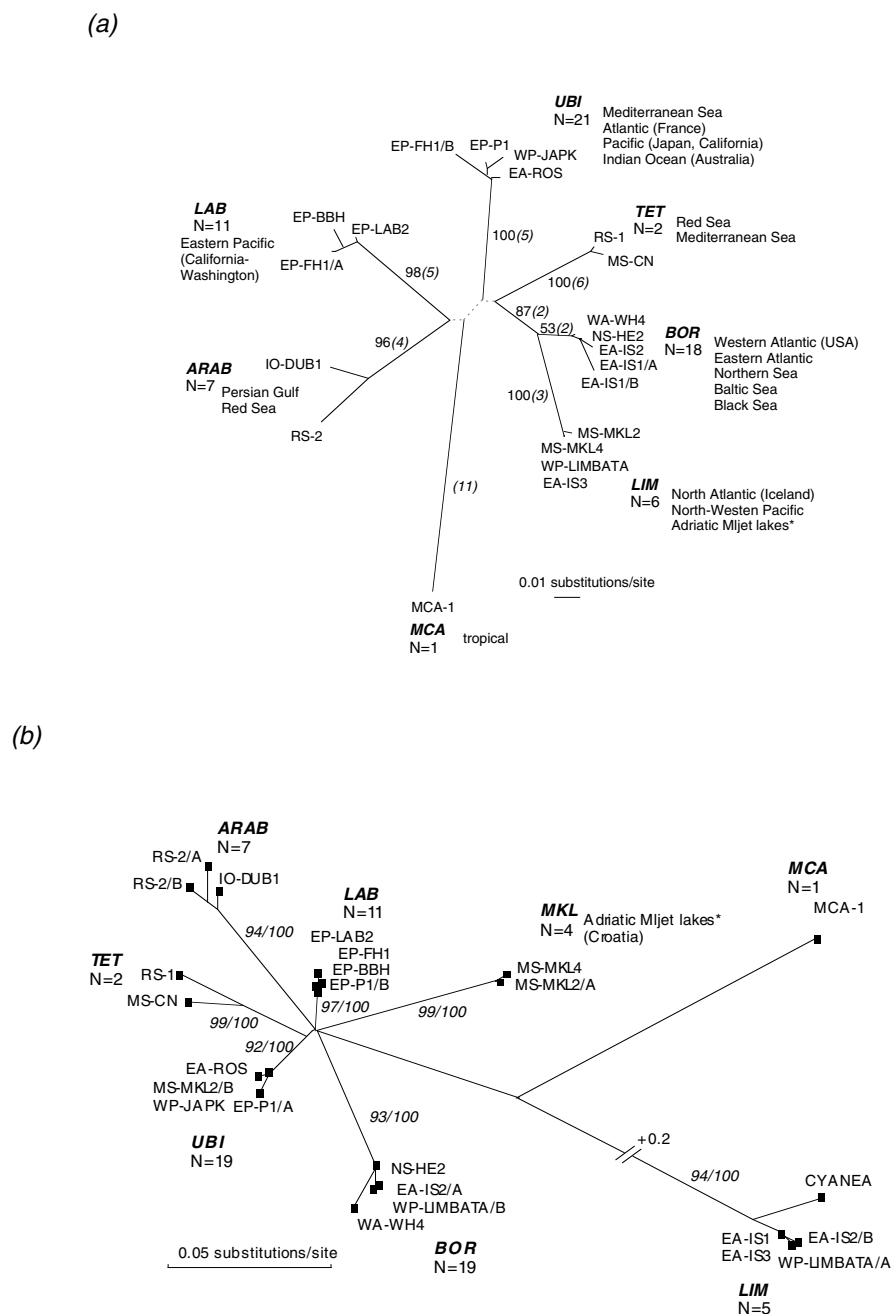 (a)
UBI
N=21
Mediterranean Sea
Atlantic (France)
Pacific (Japan, California)
Indian Ocean (Australia)
EP-FH1/B
EP-P1
WP-JAPK
EA-ROS
LAB
N=11
Eastern Pacific
(California-
Washington)
EP-BBH
EP-LAB2
EP-FH1/A
TET
N=2
Red Sea
Mediterranean Sea
RS-1
MS-CN
100(5)
98(5)
100(6)
87(2)
53(2)
WA-WH4
NS-HE2
EA-IS2
EA-IS1/A
EA-IS1/B
BOR
N=18
Western Atlantic (USA)
Eastern Atlantic
Northern Sea
Baltic Sea
Black Sea
96(4)
ARAB
N=7
Persian Gulf
Red Sea
IO-DUB1
RS-2
100(3)
MS-MKL2
MS-MKL4
WP-LIMBATA
EA-IS3
LIM
N=6
North Atlantic (Iceland)
North-Westen Pacific
Adriatic Mljet lakes*
(11)
0.01 substitutions/site
MCA-1
MCA
N=1
tropical
(b)
ARAB
N=7
RS-2/A
RS-2/B
IO-DUB1
LAB
N=11
EP-LAB2
EP-FH1
EP-BBH
EP-P1/B
MKL
N=4
Adriatic Mljet lakes*
(Croatia)
MCA
N=1
MCA-1
94/100
TET
N=2
RS-1
MS-CN
97/100
MS-MKL4
MS-MKL2/A
99/100
99/100
92/100
EA-ROS
MS-MKL2/B
WP-JAPK
EP-P1/A
UBI
N=19
93/100
NS-HE2
EA-IS2/A
WP-LIMBATA/B
WA-WH4
BOR
N=19
+0.2
94/100
CYANEA
EA-IS1
EA-IS3
EA-IS2/B
WP-LIMBATA/A
LIM
N=5
0.05 substitutions/site